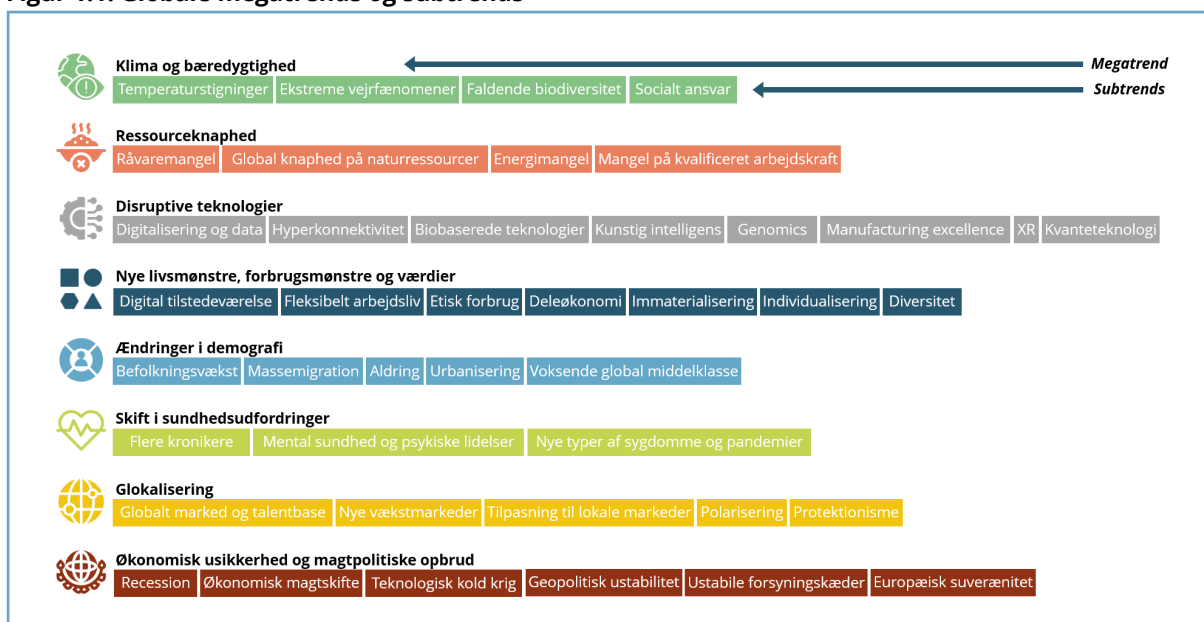 Klima og bæredygtighed Megatrend
Temperaturstigninger Ekstreme vejrfænomener Faldende biodiversitet Socialt ansvar Subtrends
Ressourceknaphed
Råvaremangel Global knaphed på naturressourcer Energimangel Mangel på kvalificeret arbejdskraft
Disruptive teknologier
Digitalisering og data Hyperkonnektivitet Biobaserede teknologier Kunstig intelligens Genomics Manufacturing excellence XR Kvanteteknologi
Nye livsmønstre, forbrugsmønstre og værdier
Digital tilstedeværelse Fleksibelt arbejdsliv Etisk forbrug Deleøkonomi Immaterialisering Individualisering Diversitet
Ændringer i demografi
Befolkningsvækst Massemigration Aldring Urbanisering Voksende global middelklasse
Skift i sundhedsudfordringer
Flere kronikere Mental sundhed og psykiske lidelser Nye typer af sygdomme og pandemier
Glokalisering
Globalt marked og talentbase Nye vækstmarkeder Tilpasning til lokale markeder Polarisering Protektionisme
Økonomisk usikkerhed og magtpolitiske opbrud
Recession Økonomisk magtskifte Teknologisk kold krig Geopolitisk ustabilitet Ustabile forsyningskæder Europæisk suverænitet